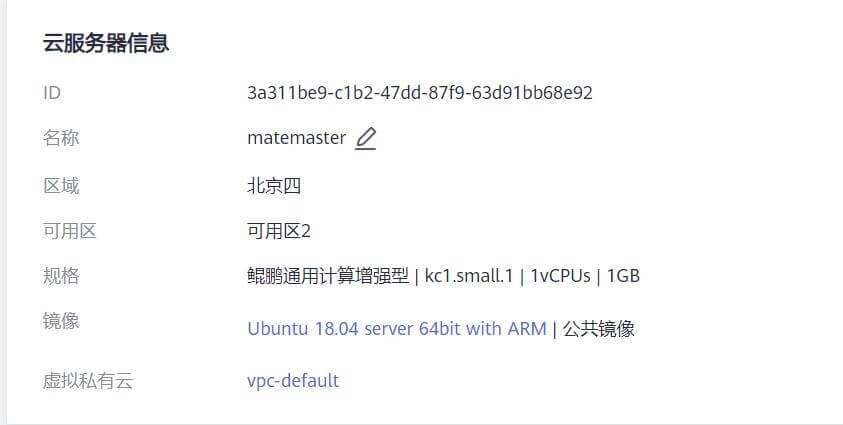 云服务器信息
ID 3a311be9-c1b2-47dd-87f9-63d91bb68e92
名称 matemaster
区域 北京四
可用区 可用区2
规格 鲲鹏通用计算增强型 | kc1.small.1 | 1vCPUs | 1GB
镜像 Ubuntu 18.04 server 64bit with ARM | 公共镜像
虚拟私有云 vpc-default